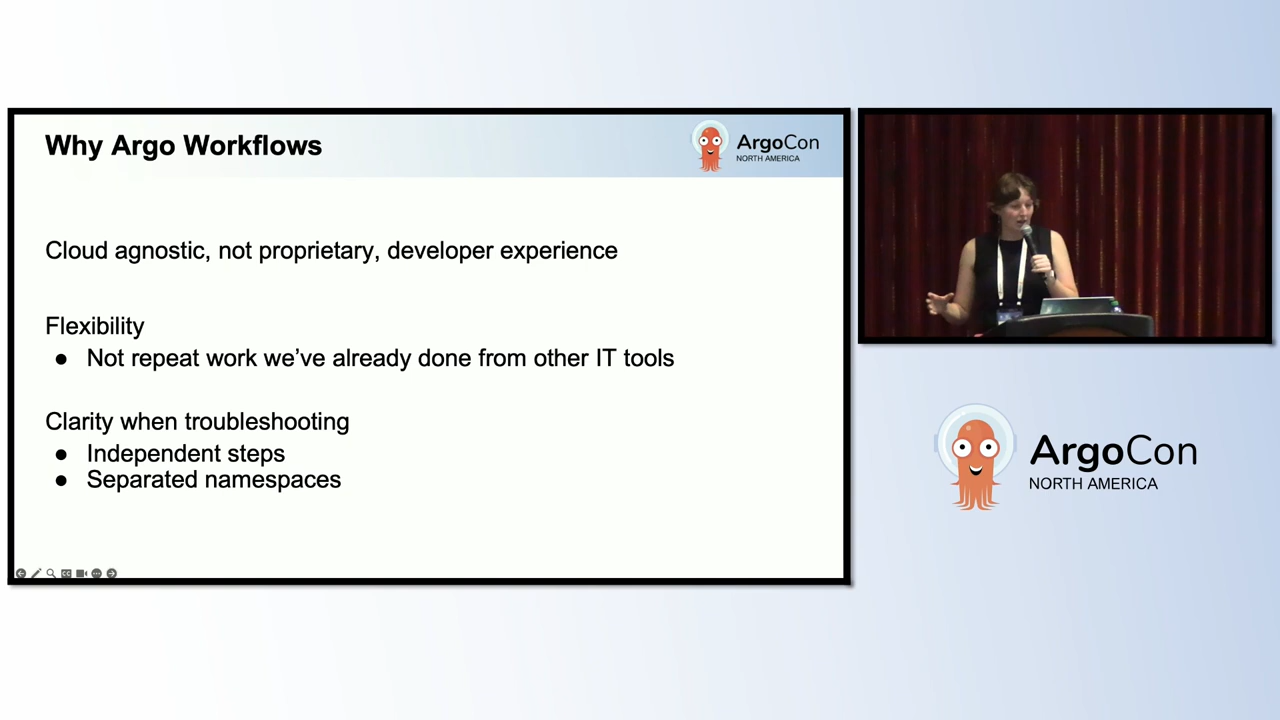 Why Argo Workflows
ArgoCon
NORTH AMERICA
Cloud agnostic, not proprietary, developer experience
Flexibility
● Not repeat work we’ve already done from other IT tools
Clarity when troubleshooting
● Independent steps
● Separated namespaces
ArgoCon
NORTH AMERICA